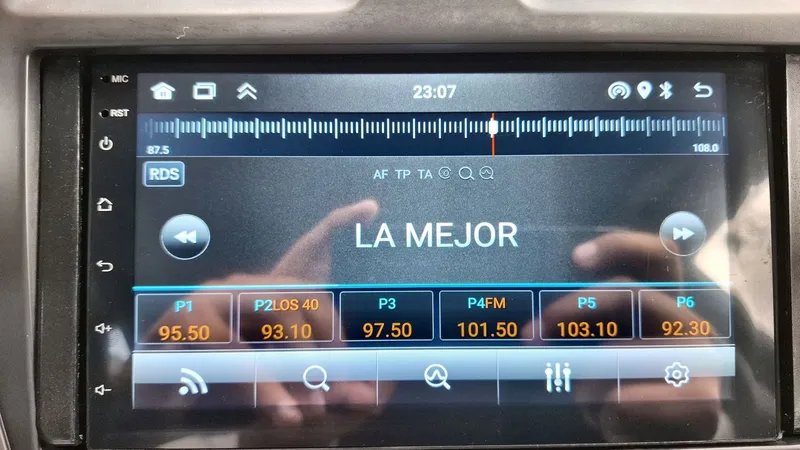 MIC
23:07
RST
87.5 108.0
RDS AF TP TA
LA MEJOR
P1 P2LOS 40 P3 P4FM P5 P6
95.50 93.10 97.50 101.50 103.10 92.30